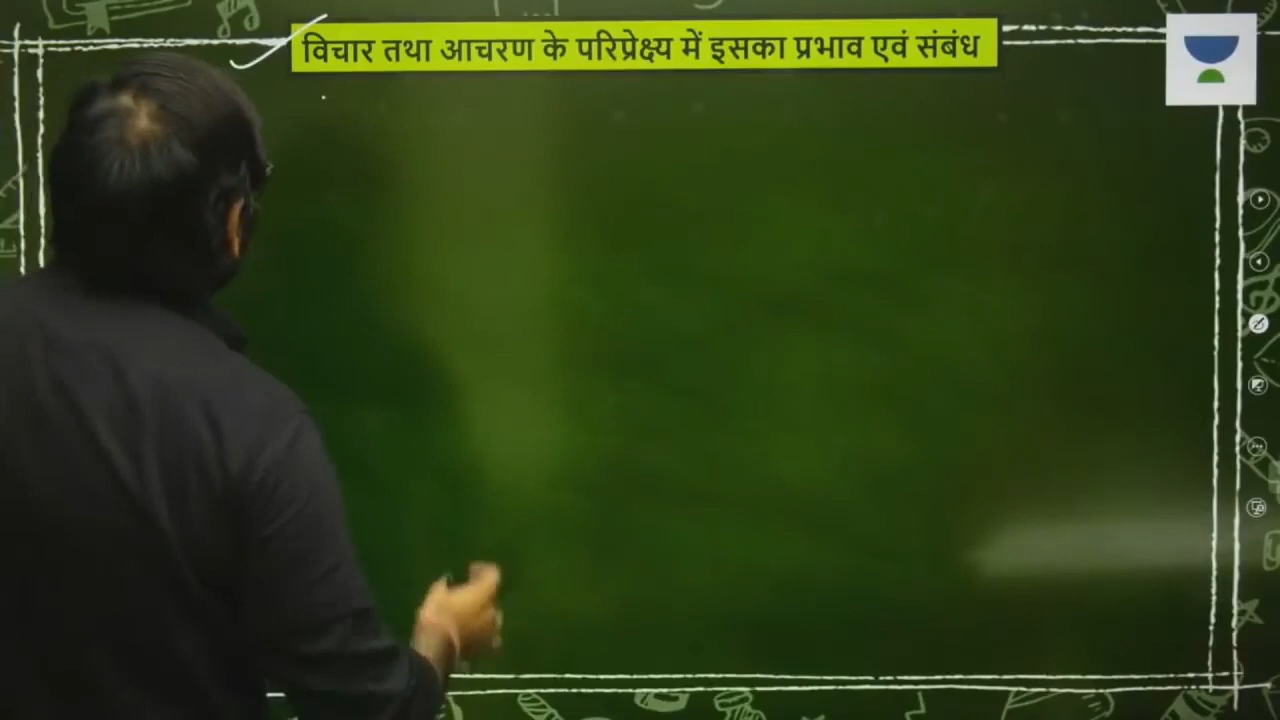 विचार तथा आचरण के परिप्रेक्ष्य में इसका प्रभाव एवं संबंध